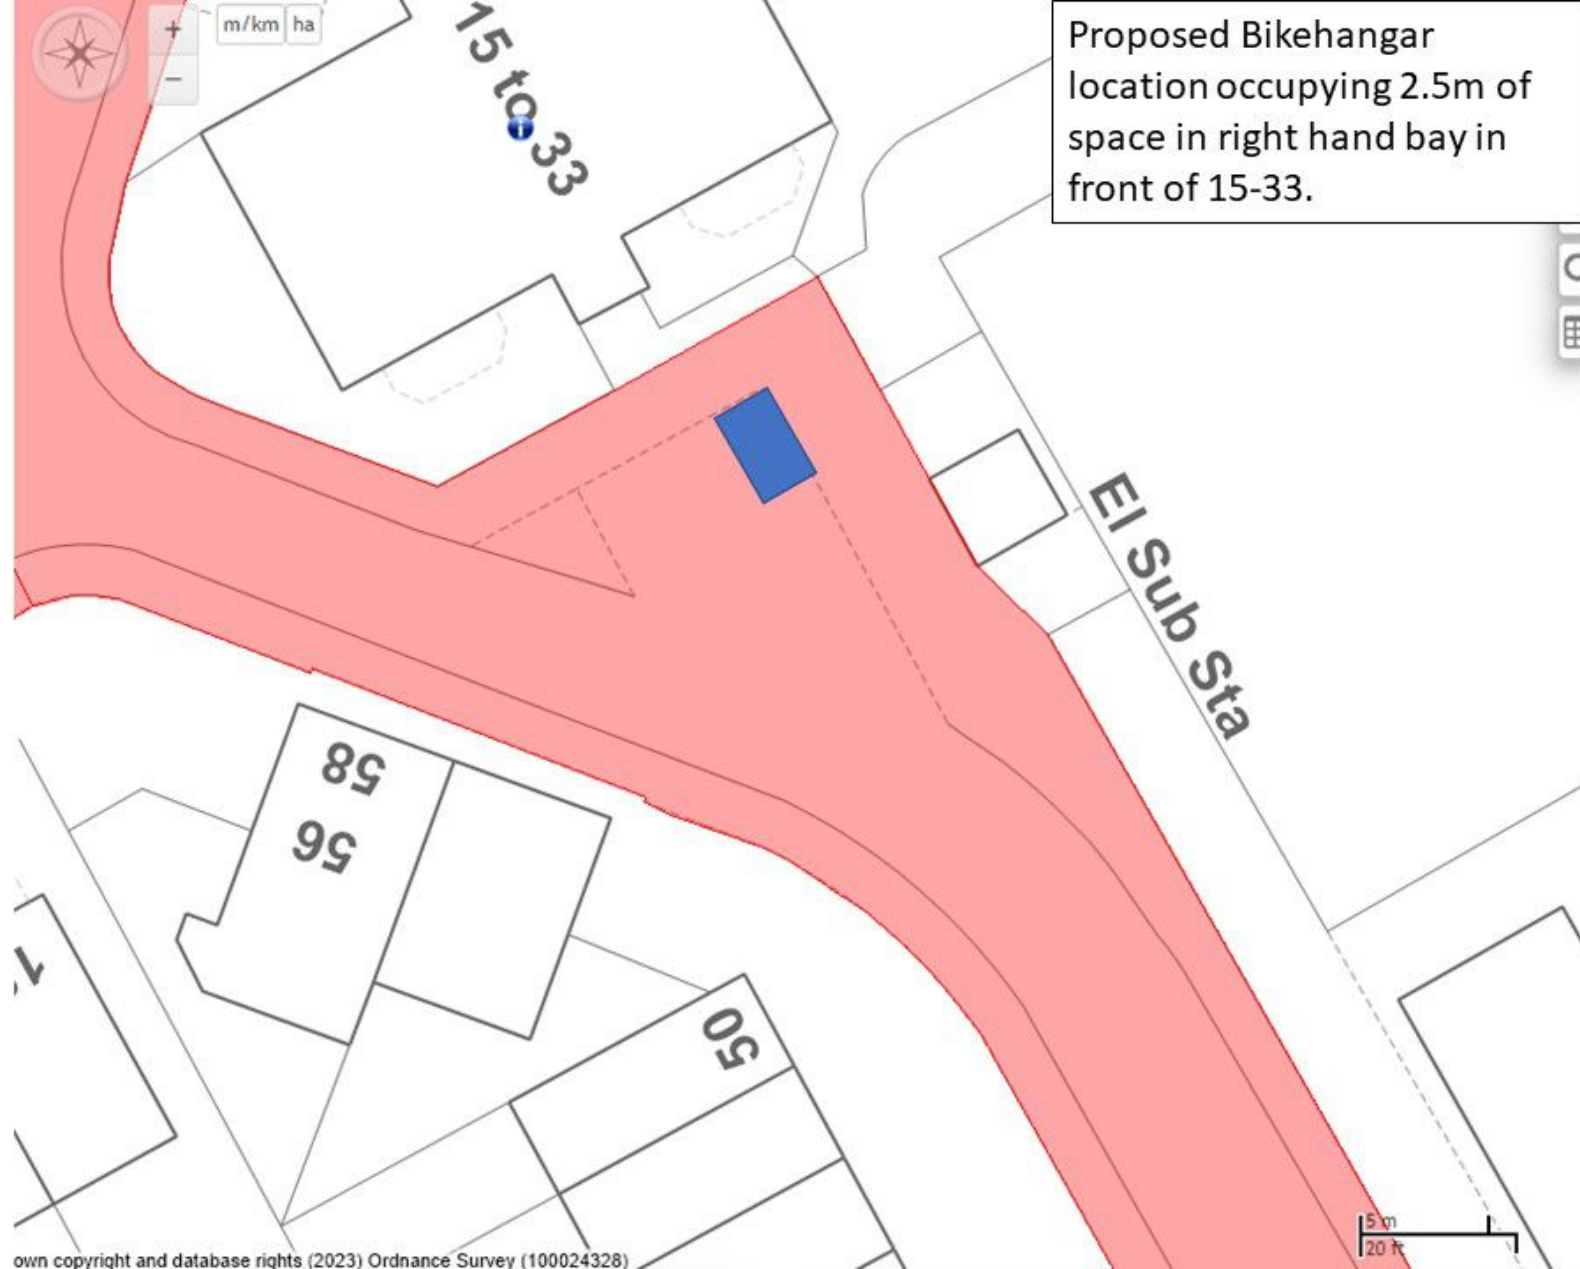 m/km ha
Proposed Bikehangar
location occupying 2.5m of
space in right hand bay in
front of 15-33.
15 to 33
El Sub Sta
58
56
50
5 m
20 ft
own copyright and database rights (2023) Ordnance Survey (100024328)